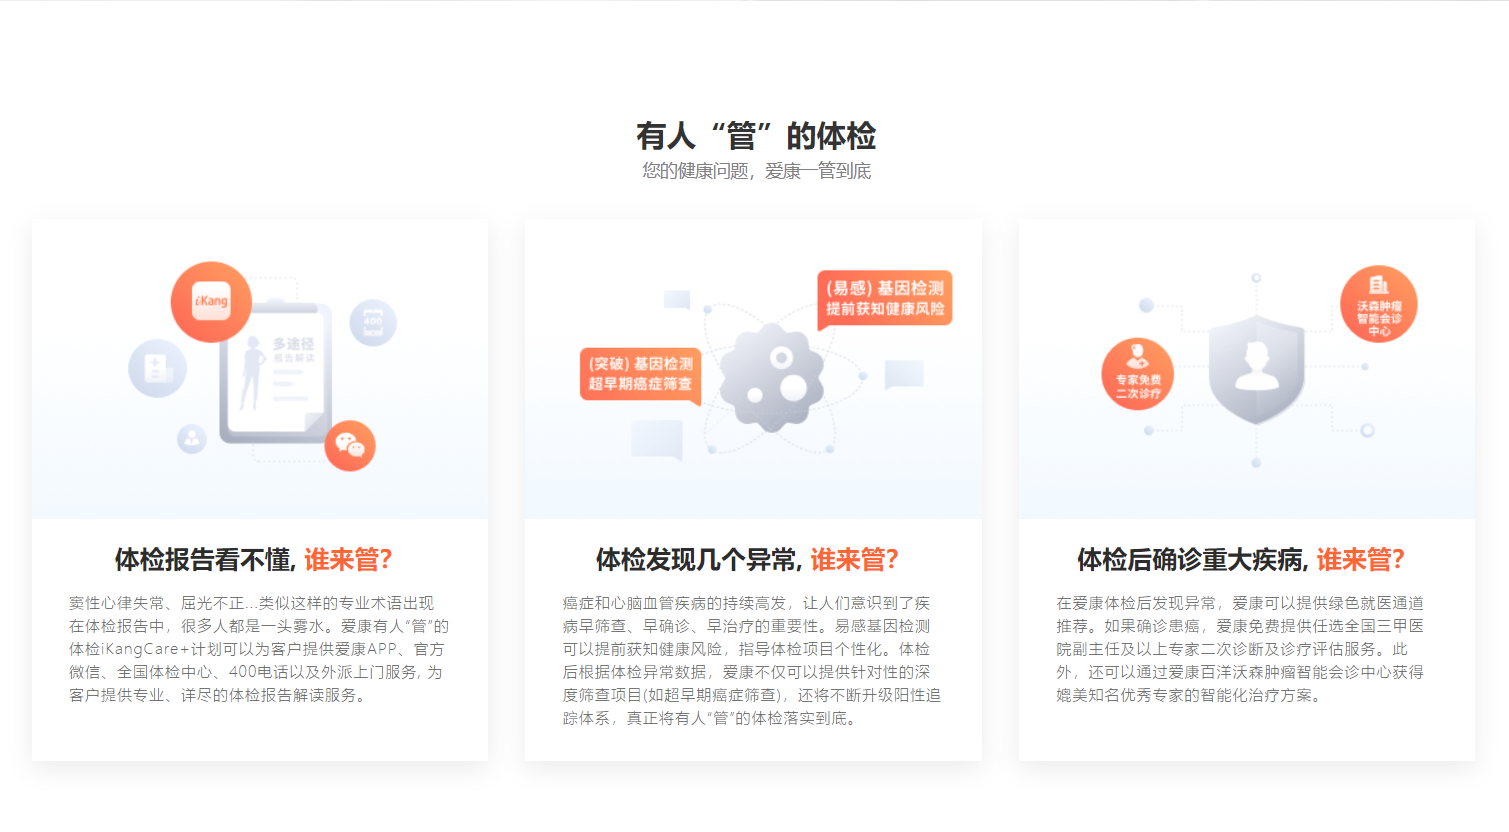 有人“管”的体检
您的健康问题，爱康一管到底
iKang
多途径
报告解读
400
(突破) 基因检测
超早期癌症筛查
(易感) 基因检测
提前获知健康风险
专家免费
二次诊疗
沃森肿瘤
智能会诊
中心
体检报告看不懂, 谁来管?
窦性心律失常、屈光不正...类似这样的专业术语出现
在体检报告中，很多人都是一头雾水。爱康有人“管”的
体检iKangCare+计划可以为客户提供爱康APP、官方
微信、全国体检中心、400电话以及外派上门服务, 为
客户提供专业、详尽的体检报告解读服务。
体检发现几个异常, 谁来管?
癌症和心脑血管疾病的持续高发，让人们意识到了疾
病早筛查、早确诊、早治疗的重要性。易感基因检测
可以提前获知健康风险，指导体检项目个性化。体检
后根据体检异常数据，爱康不仅可以提供针对性的深
度筛查项目(如超早期癌症筛查)，还将不断升级阳性追
踪体系，真正将有人“管”的体检落实到底。
体检后确诊重大疾病, 谁来管?
在爱康体检后发现异常，爱康可以提供绿色就医通道
推荐。如果确诊患癌，爱康免费提供任选全国三甲医
院副主任及以上专家二次诊断及诊疗评估服务。此
外，还可以通过爱康百洋沃森肿瘤智能会诊中心获得
媲美知名优秀专家的智能化治疗方案。